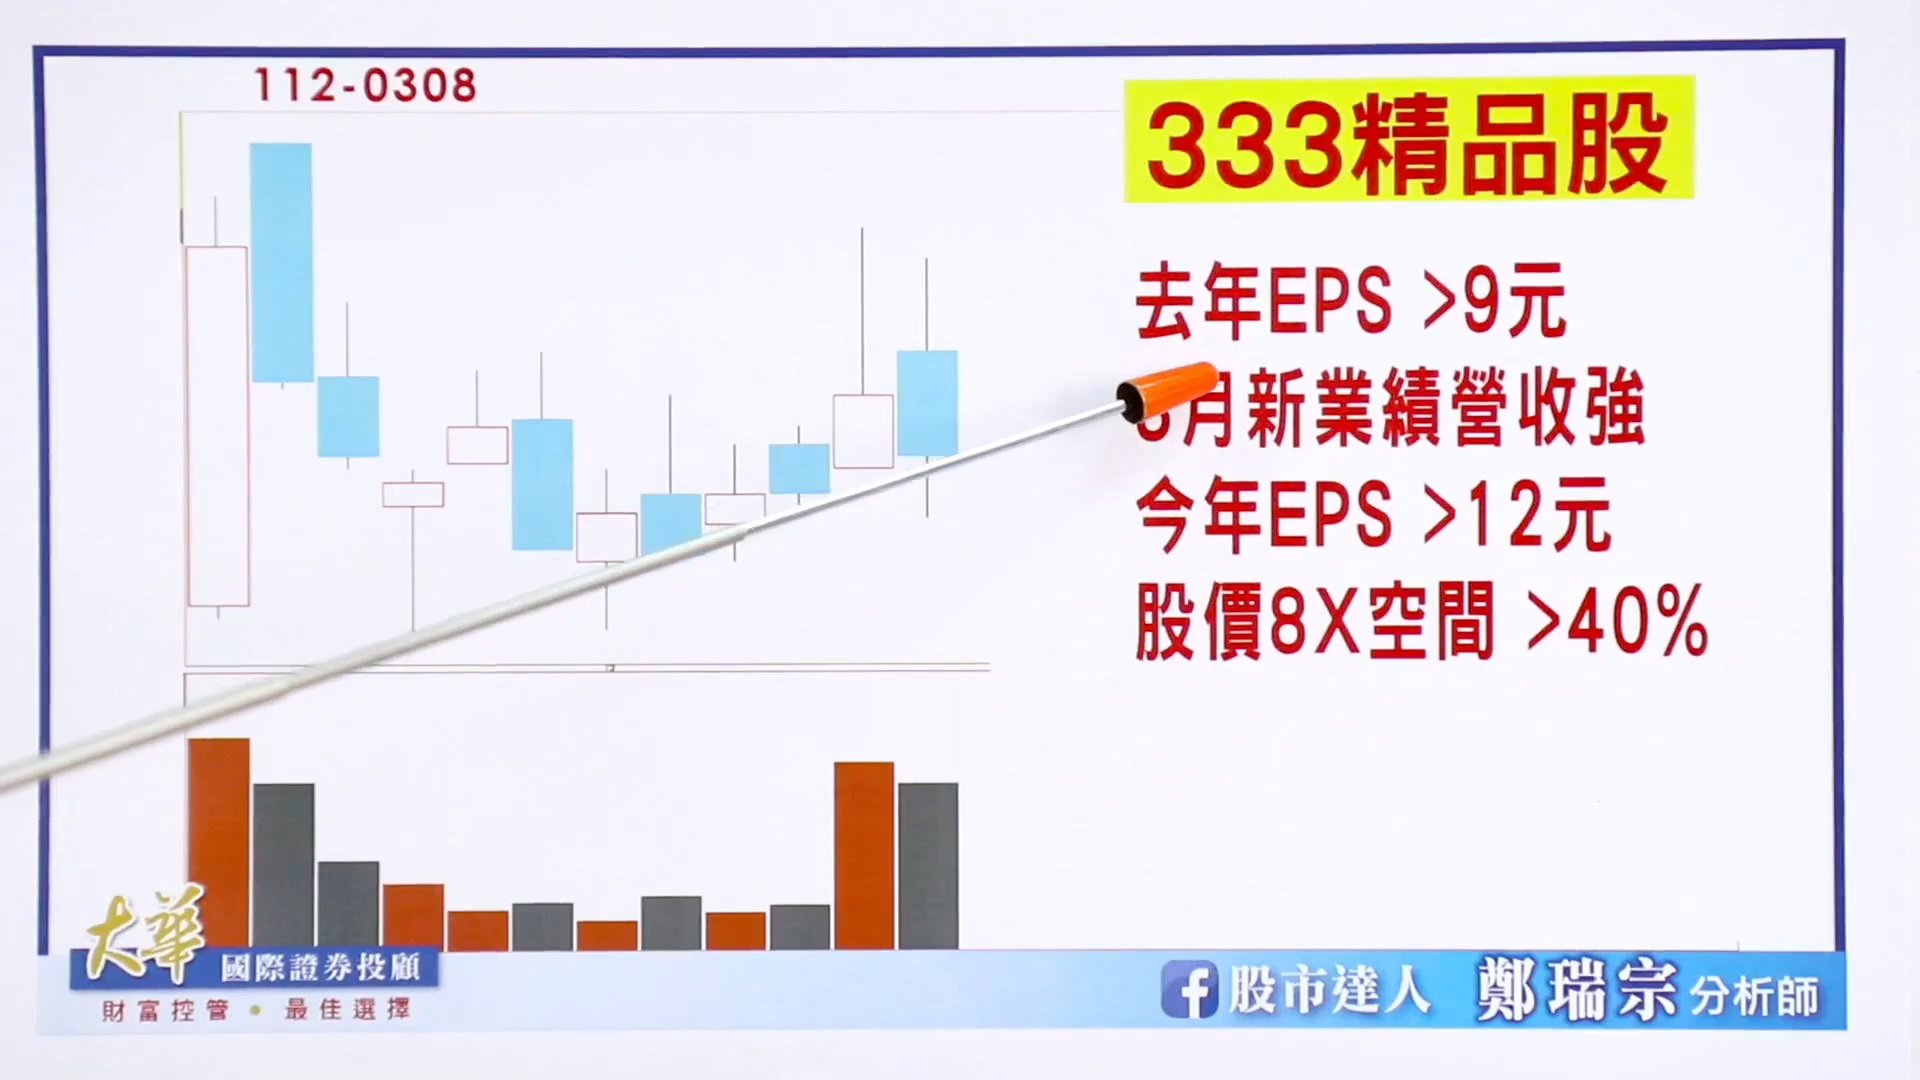 112-0308
333精品股
去年EPS >9元
月新業績營收強
今年EPS >12元
股價8X空間 >40%
大華
國際證券投顧
財富控管・最佳選擇
f 股市達人 鄭瑞宗 分析師